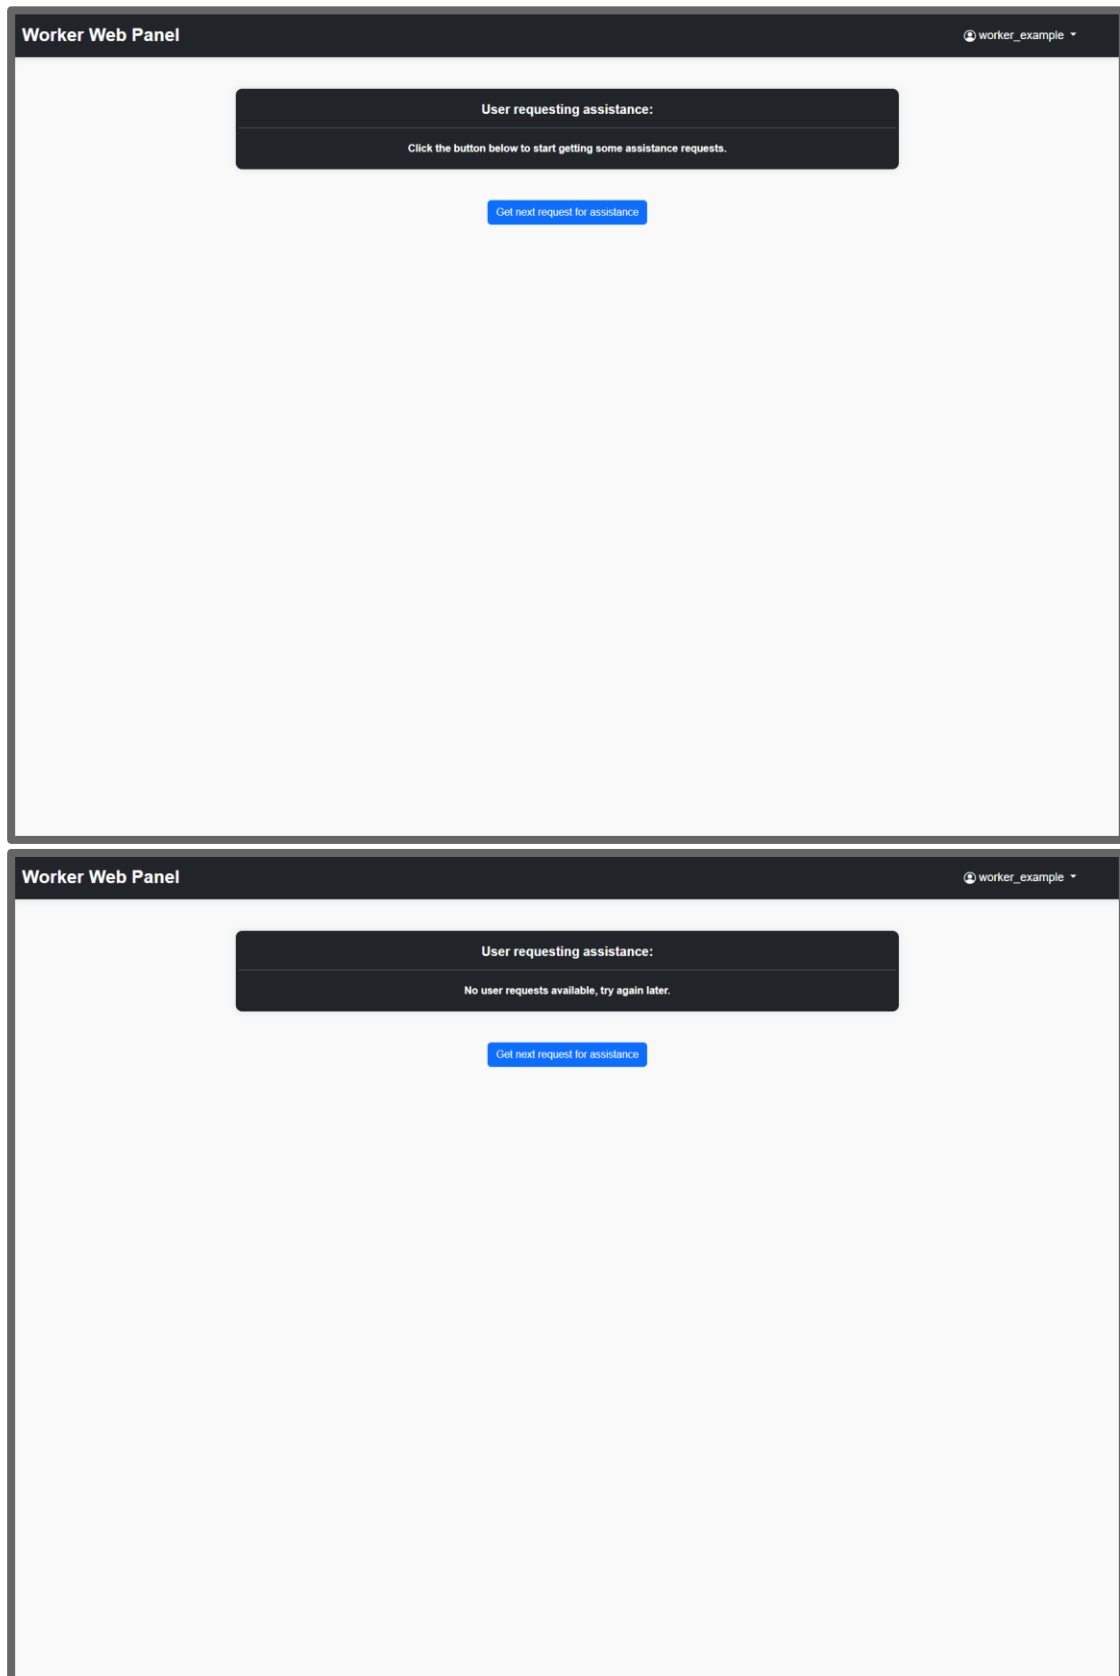 Worker Web Panel
worker_example
User requesting assistance:
Click the button below to start getting some assistance requests.
Get next request for assistance
Worker Web Panel
worker_example
User requesting assistance:
No user requests available, try again later.
Get next request for assistance